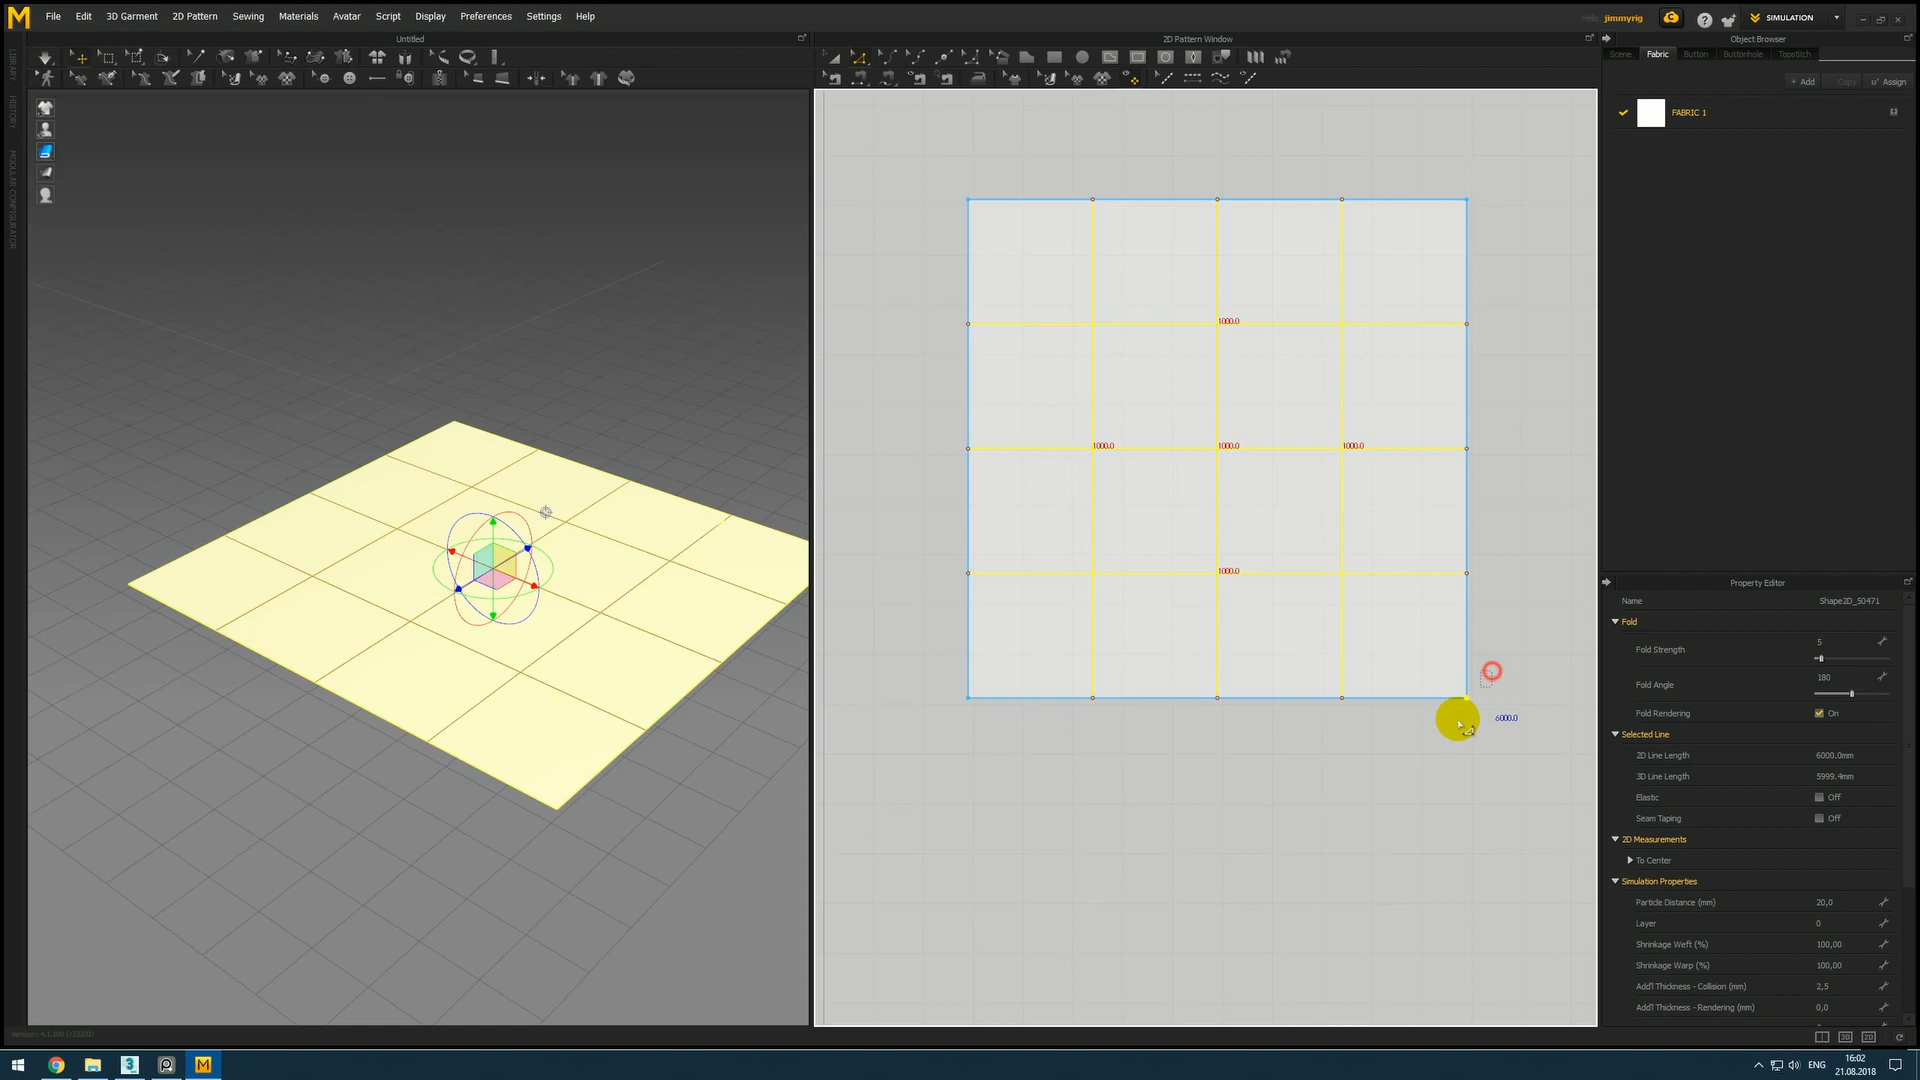 File Edit 3D Garment 2D Pattern Sewing Materials Avatar Script Display Preferences Settings Help
jimmyrig
SIMULATION
Untitled
2D Pattern Window
Object Browser
LIBRARY
HISTORY
MODULAR CONFIGURATOR
Scene Fabric Button Buttonhole Topstitch
+ Add Copy Assign
FABRIC 1
1000.0
1000.0 1000.0 1000.0
1000.0
6000.0
Property Editor
Name Shape2D_50471
Fold
Fold Strength 5
Fold Angle 180
Fold Rendering On
Selected Line
2D Line Length 6000.0mm
3D Line Length 5999.4mm
Elastic Off
Seam Taping Off
2D Measurements
To Center
Simulation Properties
Particle Distance (mm) 20,0
Layer 0
Shrinkage Weft (%) 100,00
Shrinkage Warp (%) 100,00
Add'l Thickness - Collision (mm) 2,5
Add'l Thickness - Rendering (mm) 0,0
3D 2D
ENG
16:02
21.08.2018